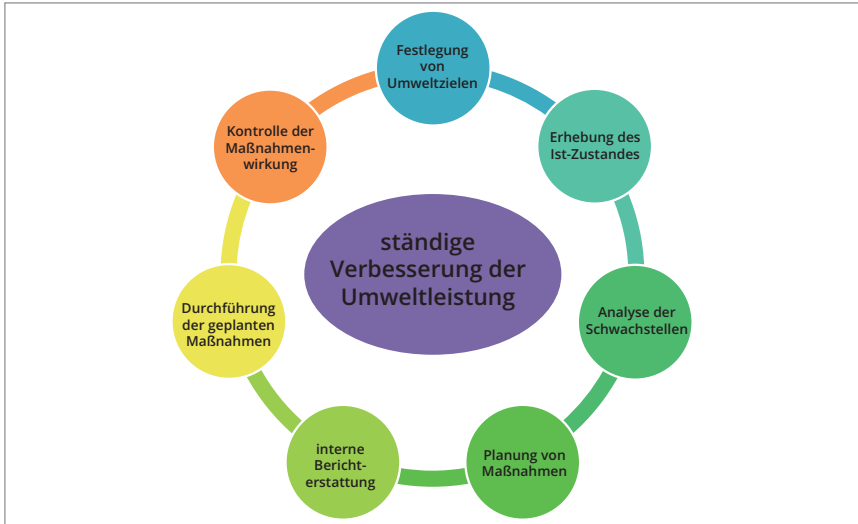 Festlegung
von
Umweltzielen
Erhebung des
Ist-Zustandes
Analyse der
Schwachstellen
Planung von
Maßnahmen
interne
Bericht-
erstattung
Durchführung
der geplanten
Maßnahmen
Kontrolle der
Maßnahmen-
wirkung
ständige
Verbesserung der
Umweltleistung